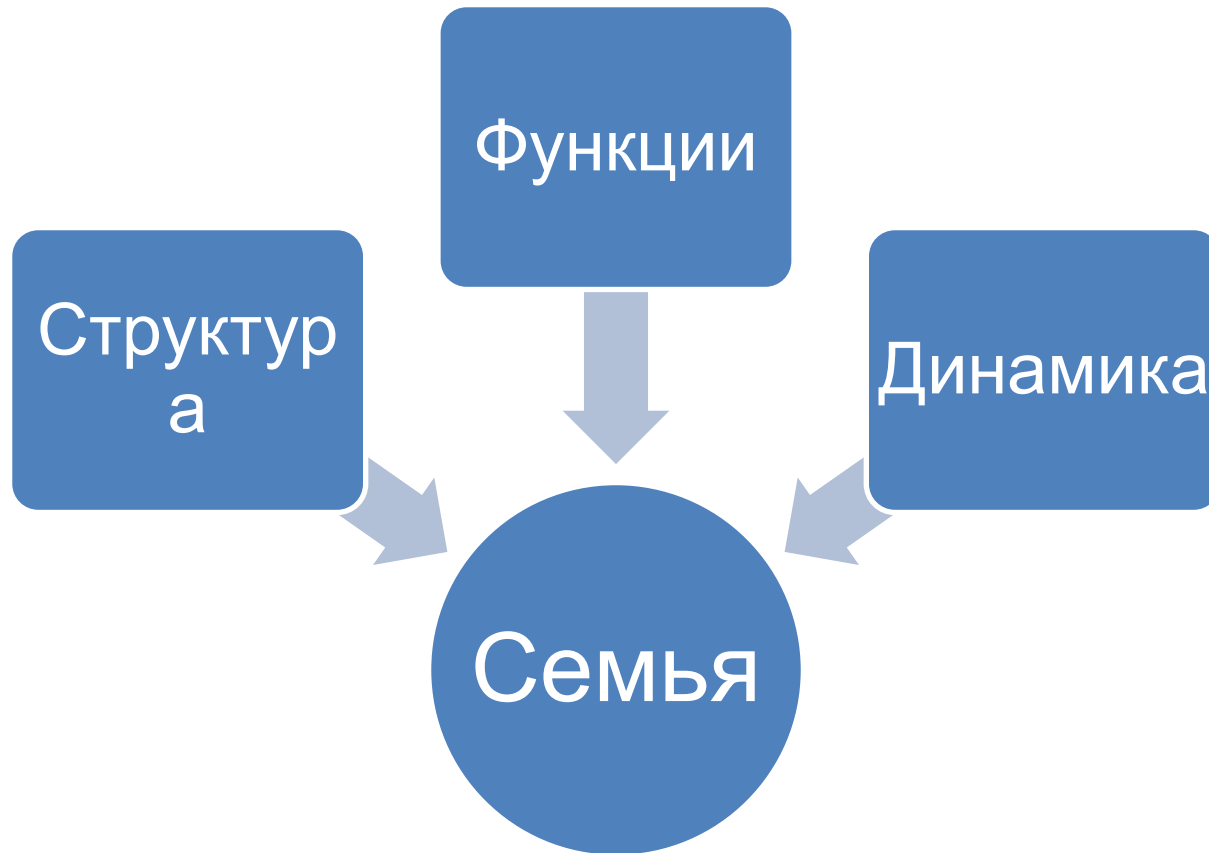 Функции
Структур
а
Динамика
Семья